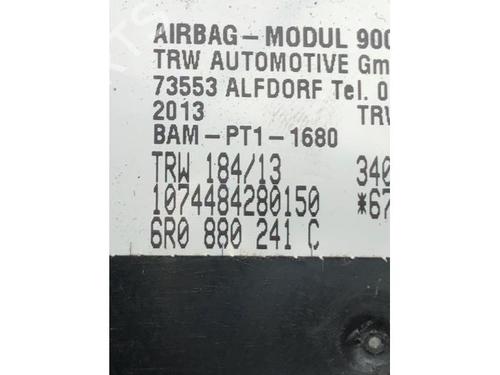 AIRBAG-MODUL 900
TRW AUTOMOTIVE Gm
73553 ALFDORF Tel. 0
2013 TRW
BAM-PT1-1680
TRW 184/13 340
1074484280150 *67
6R0 880 241 C